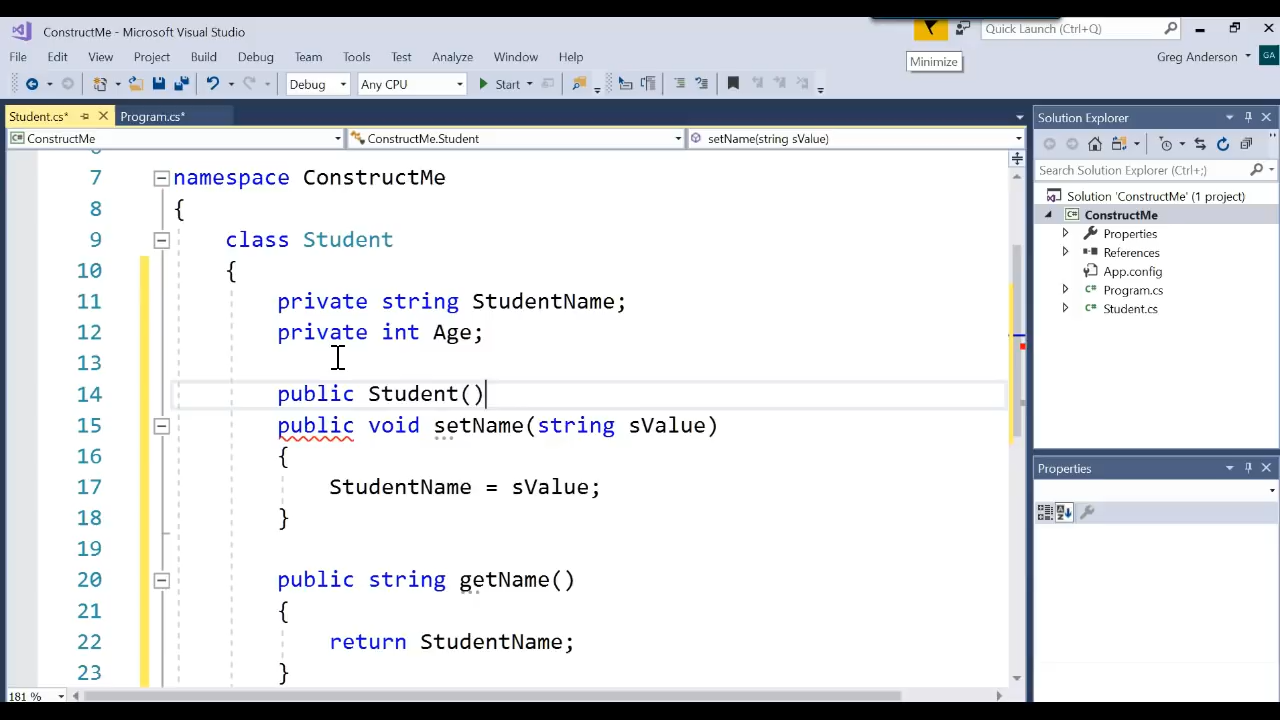 ConstructMe - Microsoft Visual Studio
Quick Launch (Ctrl+Q)
File Edit View Project Build Debug Team Tools Test Analyze Window Help
Minimize
Greg Anderson GA
Debug Any CPU Start
Student.cs* Program.cs*
ConstructMe ConstructMe.Student setName(string sValue)
7 namespace ConstructMe
8 {
9 class Student
10 {
11 private string StudentName;
12 private int Age;
13
14 public Student()
15 public void setName(string sValue)
16 {
17 StudentName = sValue;
18 }
19
20 public string getName()
21 {
22 return StudentName;
23 }
181 %
Solution Explorer
Search Solution Explorer (Ctrl+;)
Solution 'ConstructMe' (1 project)
ConstructMe
Properties
References
App.config
Program.cs
Student.cs
Properties